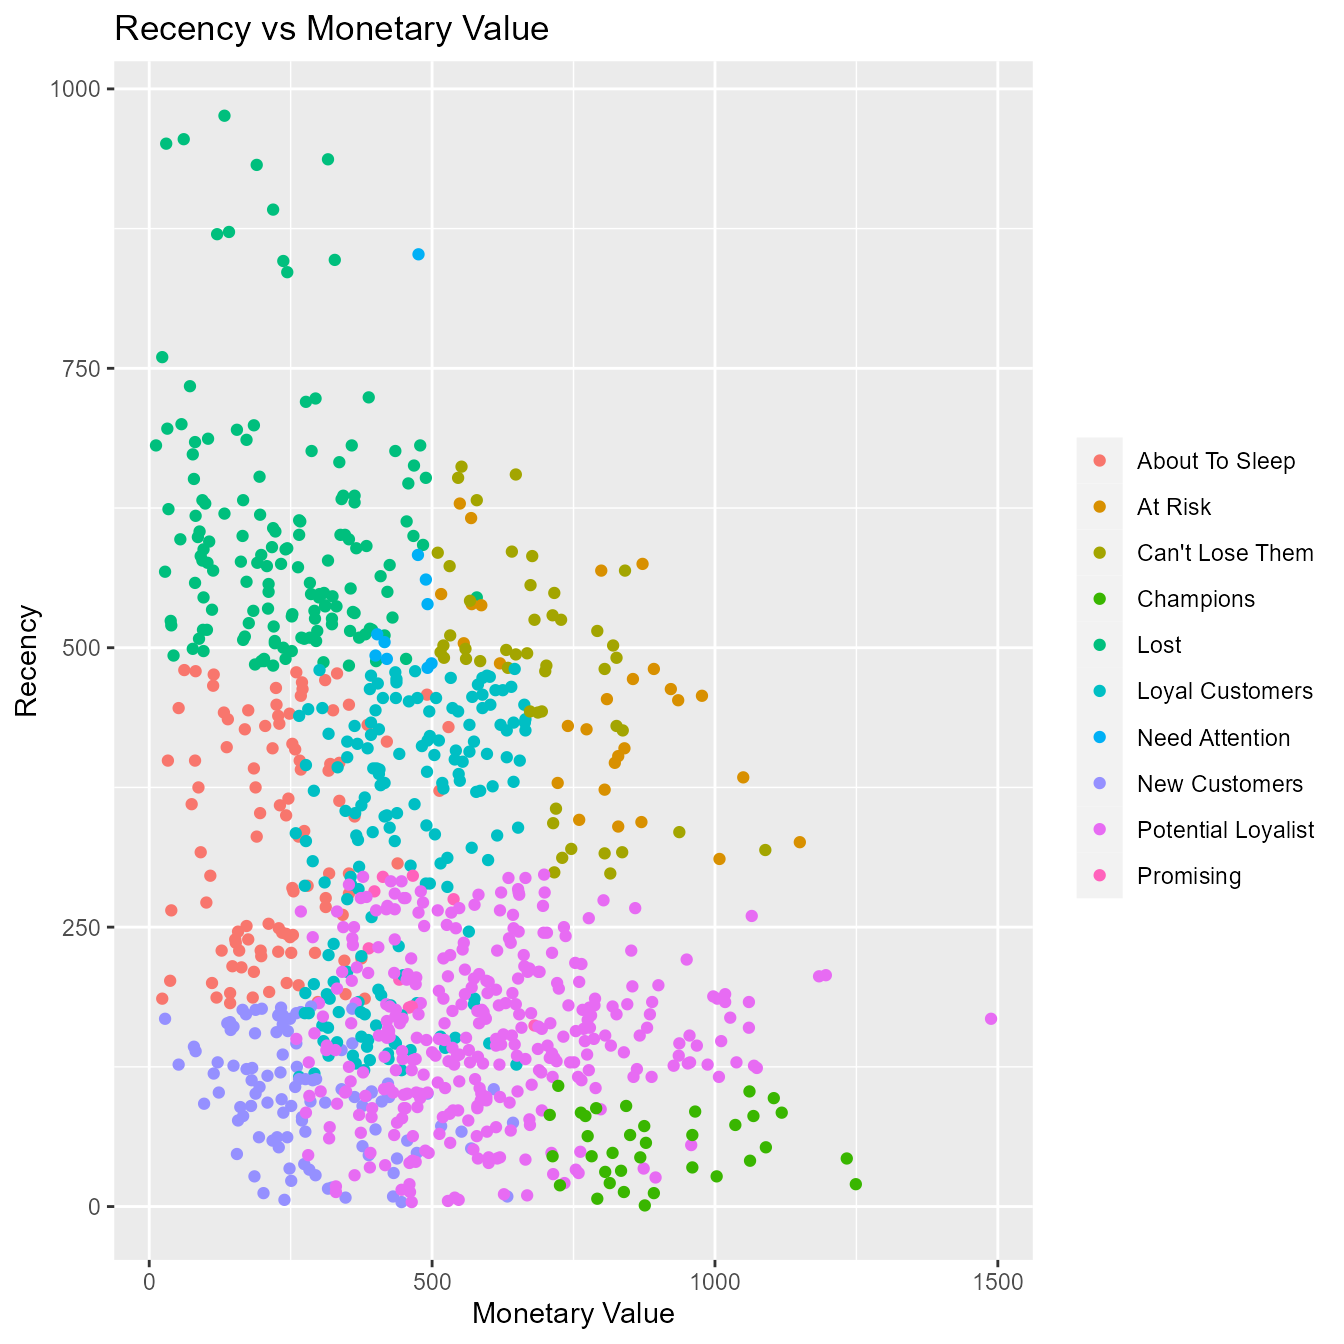 Recency vs Monetary Value
1000
750
500
250
0
Recency
0 500 1000 1500
Monetary Value
About To Sleep
At Risk
Can't Lose Them
Champions
Lost
Loyal Customers
Need Attention
New Customers
Potential Loyalist
Promising